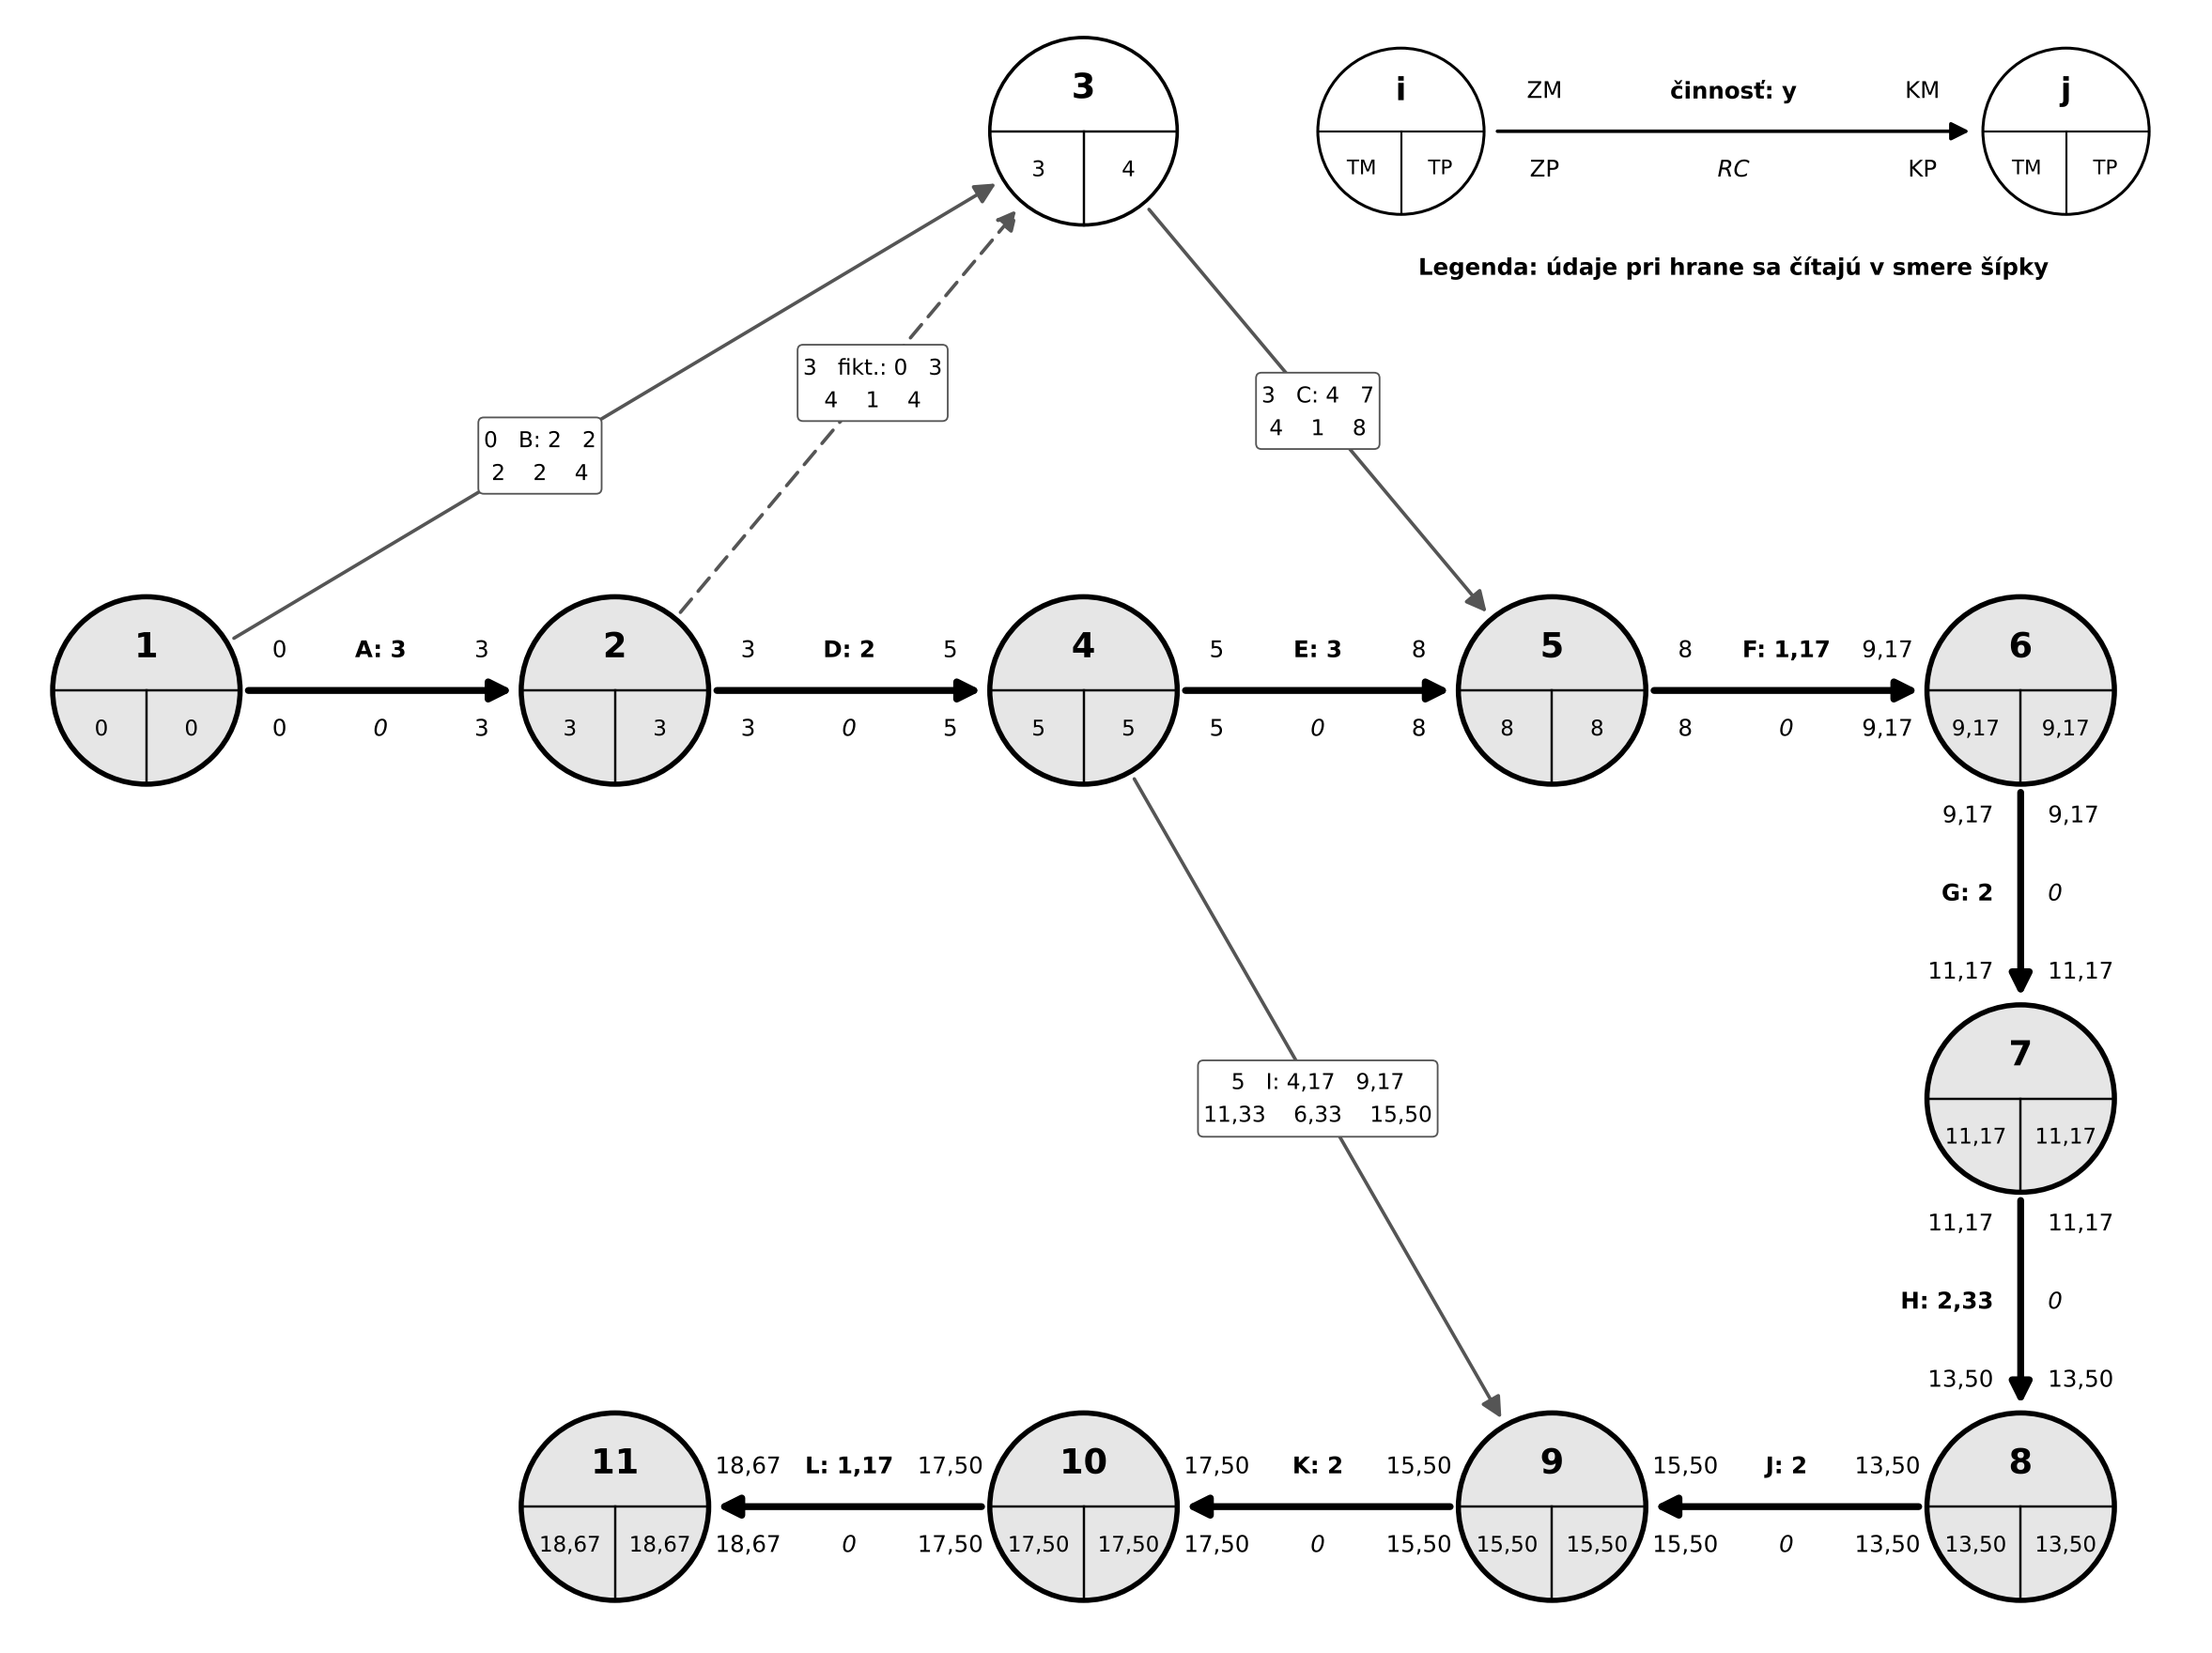 3
3 4
i ZM činnosť: y KM j
TM TP ZP RC KP TM TP
Legenda: údaje pri hrane sa čítajú v smere šípky
3 fikt.: 0 3
4 1 4
3 C: 4 7
4 1 8
0 B: 2 2
2 2 4
1 0 A: 3 3 2 3 D: 2 5 4 5 E: 3 8 5 8 F: 1,17 9,17 6
0 0 0 0 3 3 3 3 0 5 5 5 5 0 8 8 8 8 0 9,17 9,17 9,17
9,17 9,17
G: 2 0
11,17 11,17
7
11,17 11,17
5 I: 4,17 9,17
11,33 6,33 15,50
11,17 11,17
H: 2,33 0
13,50 13,50
11 18,67 L: 1,17 17,50 10 17,50 K: 2 15,50 9 15,50 J: 2 13,50 8
18,67 18,67 18,67 0 17,50 17,50 17,50 17,50 0 15,50 15,50 15,50 15,50 0 13,50 13,50 13,50